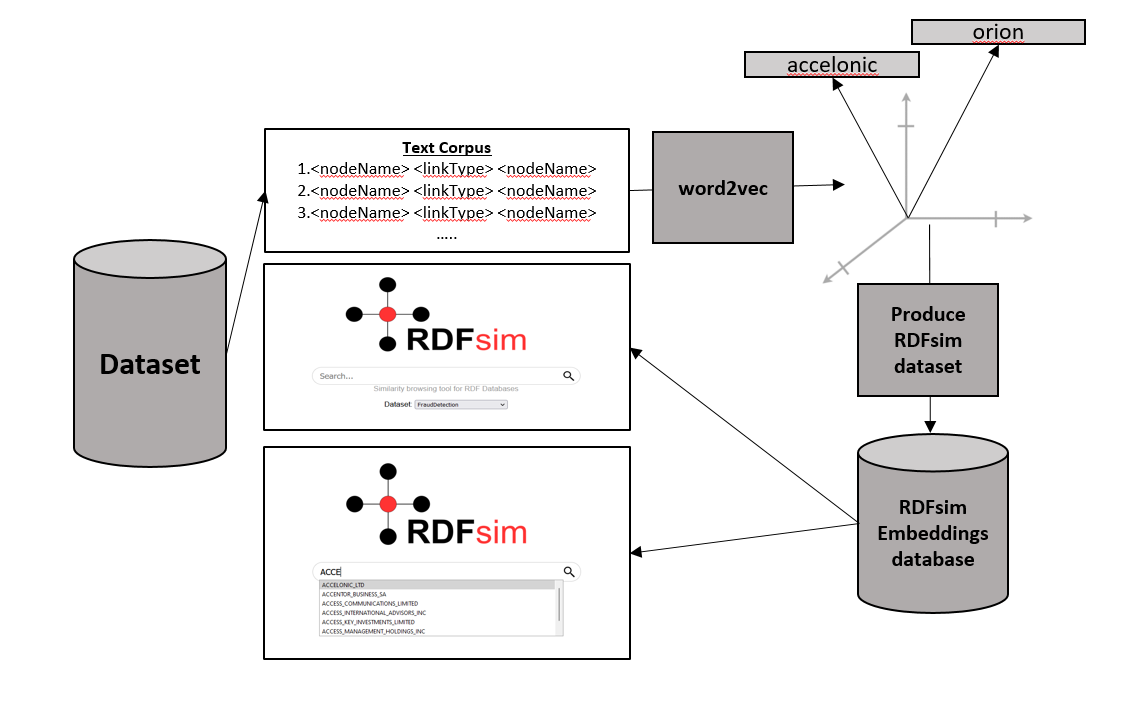 orion
accelonic
Text Corpus
1.<nodeName> <linkType> <nodeName>
2.<nodeName> <linkType> <nodeName>
3.<nodeName> <linkType> <nodeName>
.....
word2vec
Dataset
RDFsim
Search...
Similarity browsing tool for RDF Databases
Dataset: FraudDetection
Produce
RDFsim
dataset
RDFsim
Embeddings
database
RDFsim
ACCE
ACCELONIC_LTD
ACCENTOR_BUSINESS_SA
ACCESS_COMMUNICATIONS_LIMITED
ACCESS_INTERNATIONAL_ADVISORS_INC
ACCESS_KEY_INVESTMENTS_LIMITED
ACCESS_MANAGEMENT_HOLDINGS_INC